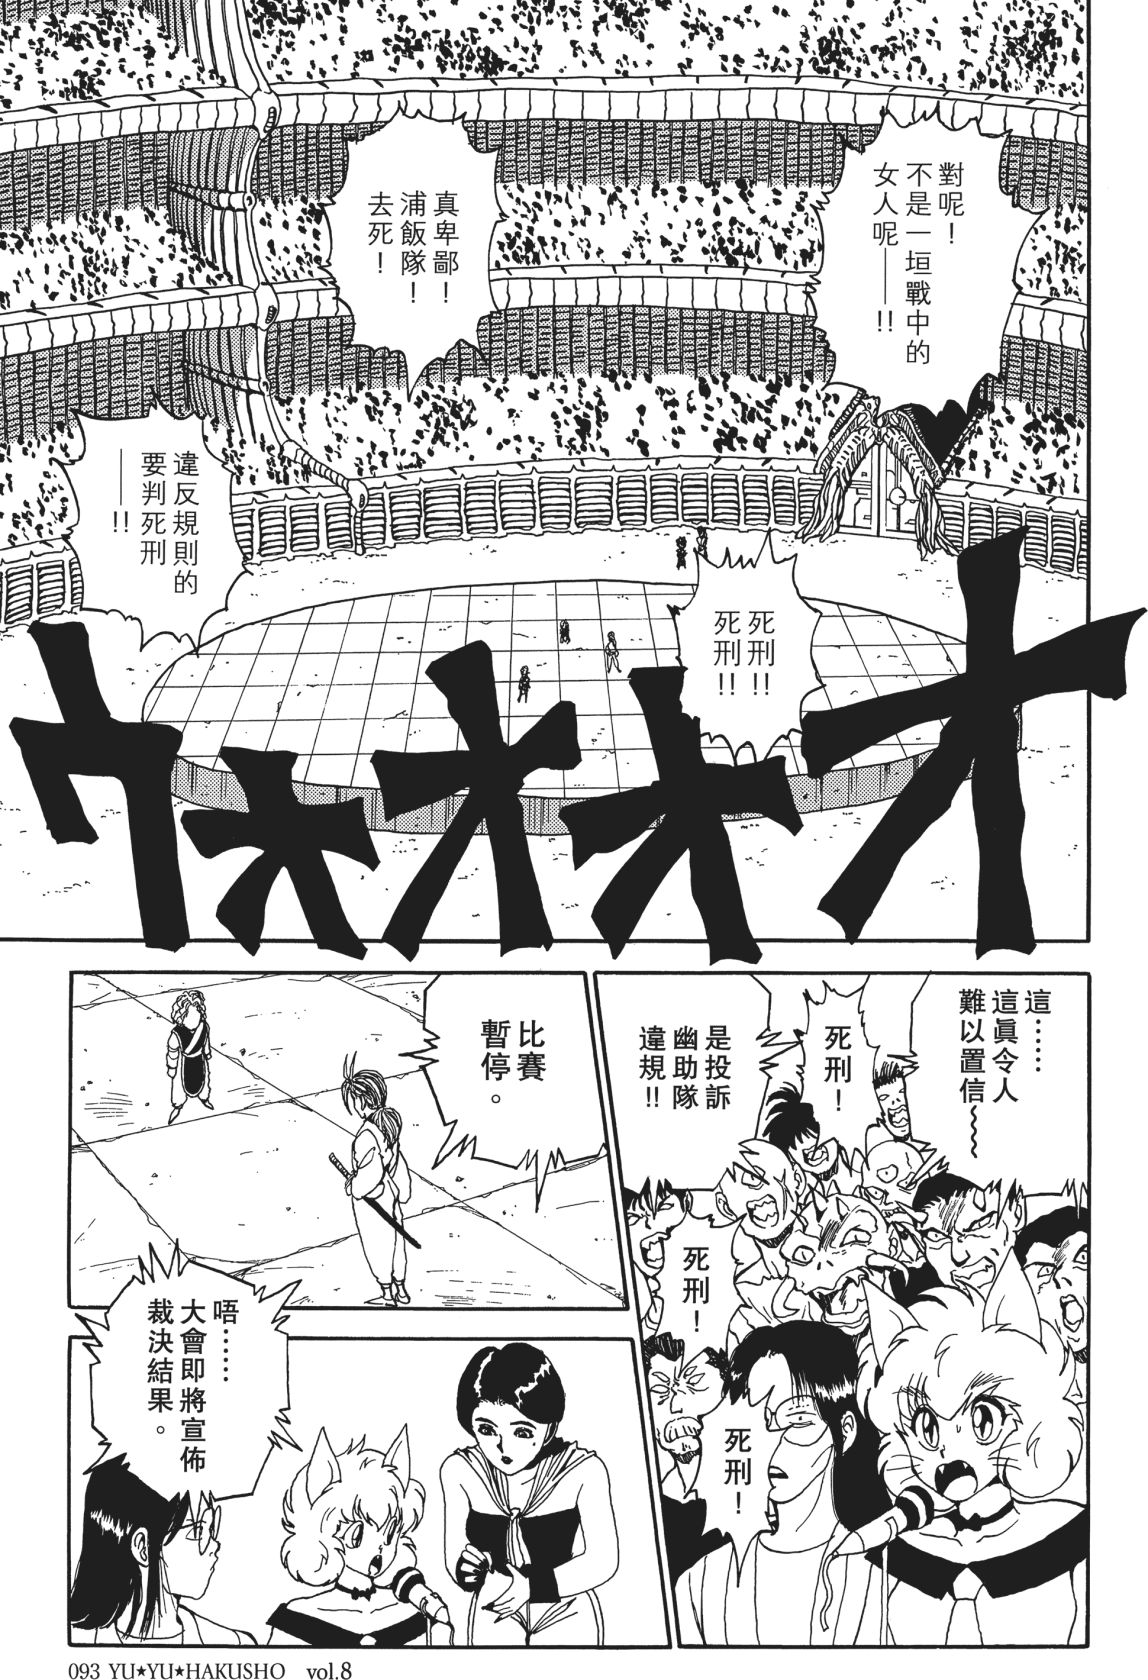 對呢！
不是一垣戰中的
女人呢——!!
真卑鄙！
浦飯隊！
去死！
違反規則的
要判死刑
——!!
死刑!!
死刑!!
ウオオオオ
這……
這眞令人
難以置信～
死刑！
是投訴
幽助隊
違規!!
死刑！
死刑！
比賽
暫停。
唔……
大會即將宣佈
裁決結果。
093 YU★YU★HAKUSHO vol.8